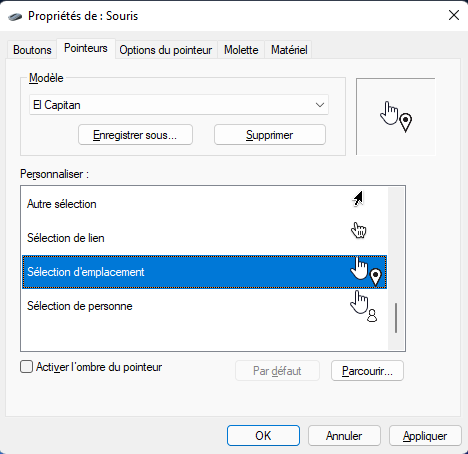 Propriétés de : Souris
Boutons Pointeurs Options du pointeur Molette Matériel
Modèle
El Capitan
Enregistrer sous... Supprimer
Personnaliser :
Autre sélection
Sélection de lien
Sélection d'emplacement
Sélection de personne
Activer l'ombre du pointeur Par défaut Parcourir...
OK Annuler Appliquer